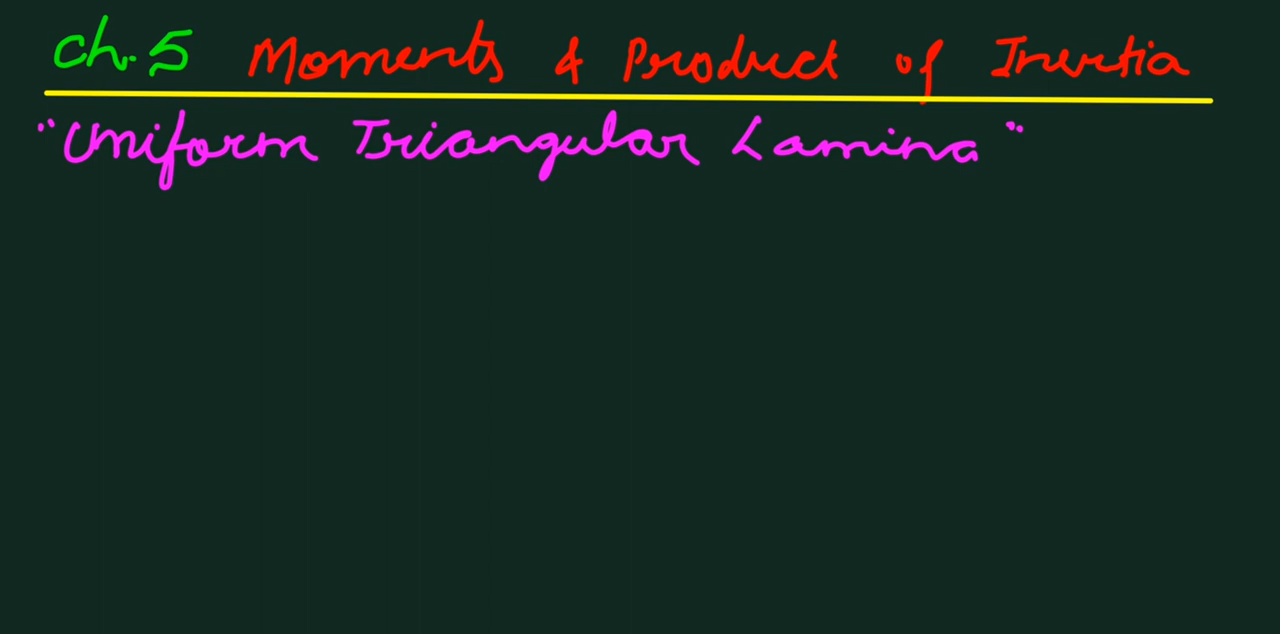 Ch.5 Moments & Product of Inertia
"Uniform Triangular Lamina"